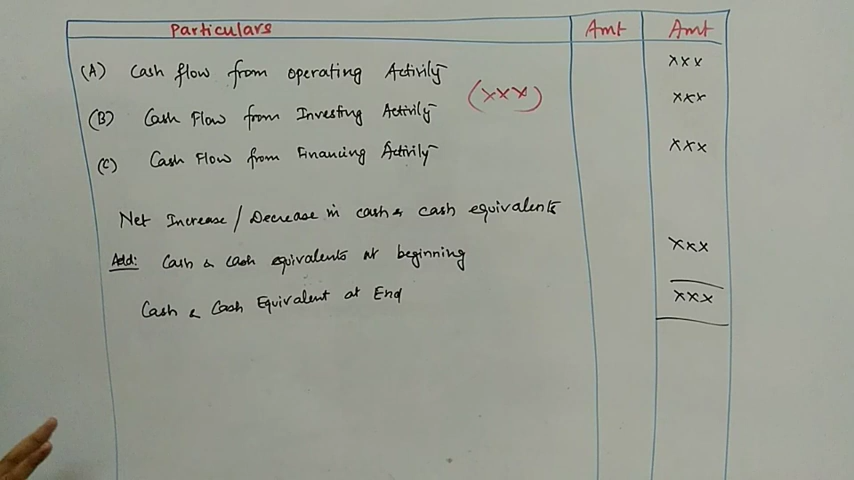 Particulars Amt Amt
(A) Cash flow from operating Activity xxx
(xxx)
(B) Cash Flow from Investing Activity xxx
(C) Cash Flow from Financing Activity xxx
Net Increase / Decrease in cash & cash equivalents
Add: Cash & cash equivalents at beginning xxx
Cash & Cash Equivalent at End xxx